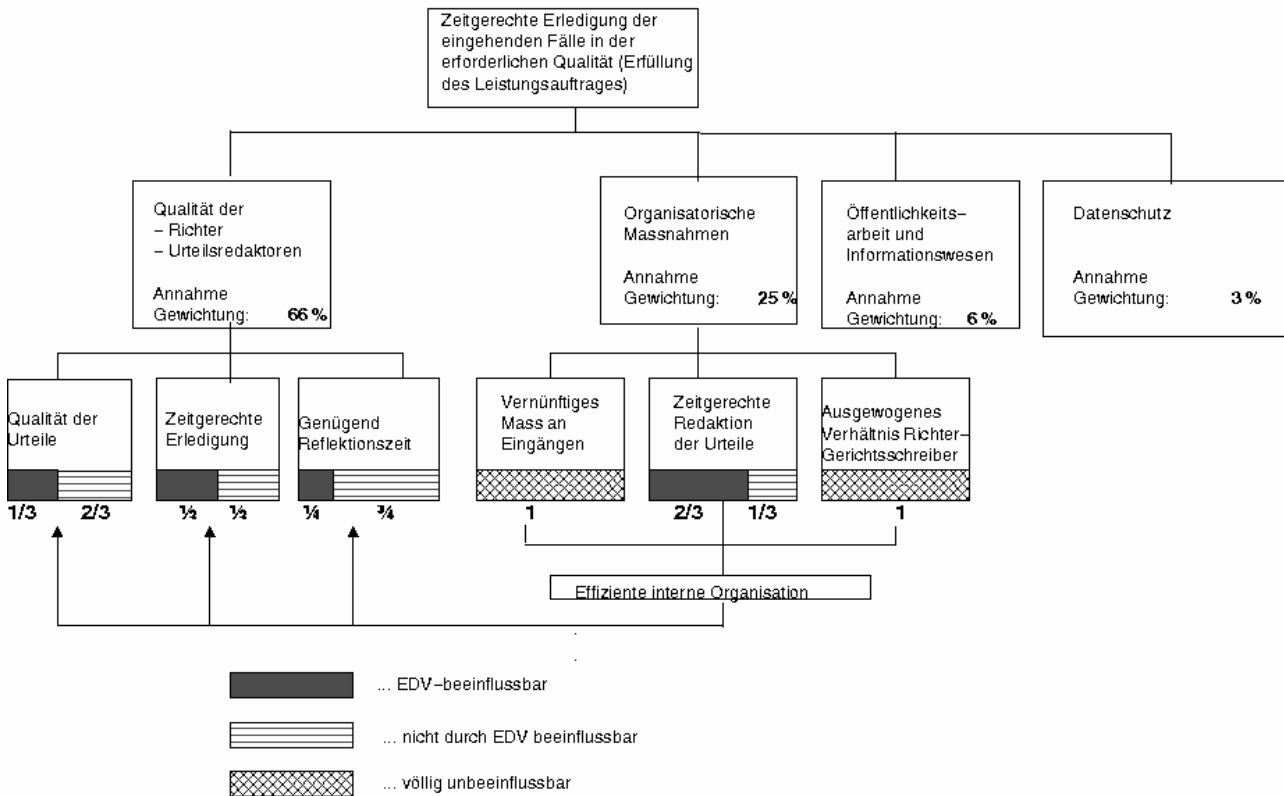 Zeitgerechte Erledigung der
eingehenden Fälle in der
erforderlichen Qualität (Erfüllung
des Leistungsauftrages)
Qualität der
– Richter
– Urteilsredaktoren
Annahme
Gewichtung: 66 %
Organisatorische
Massnahmen
Annahme
Gewichtung: 25 %
Öffentlichkeits–
arbeit und
Informationswesen
Annahme
Gewichtung: 6 %
Datenschutz
Annahme
Gewichtung: 3 %
Qualität der
Urteile
1/3 2/3
Zeitgerechte
Erledigung
½ ½
Genügend
Reflektionszeit
¼ ¾
Vernünftiges
Mass an
Eingängen
1
Zeitgerechte
Redaktion
der Urteile
2/3 1/3
Ausgewogenes
Verhältnis Richter–
Gerichtsschreiber
1
Effiziente interne Organisation
... EDV–beeinflussbar
... nicht durch EDV beeinflussbar
... völlig unbeeinflussbar